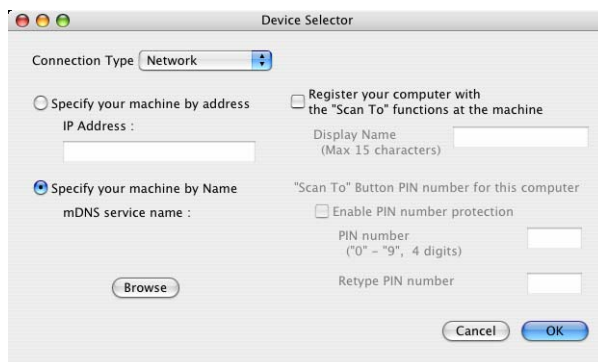 Device Selector
Connection Type Network
Specify your machine by address
IP Address :
Specify your machine by Name
mDNS service name :
Browse
Register your computer with
the "Scan To" functions at the machine
Display Name
(Max 15 characters)
"Scan To" Button PIN number for this computer
Enable PIN number protection
PIN number
("0" – "9", 4 digits)
Retype PIN number
Cancel OK